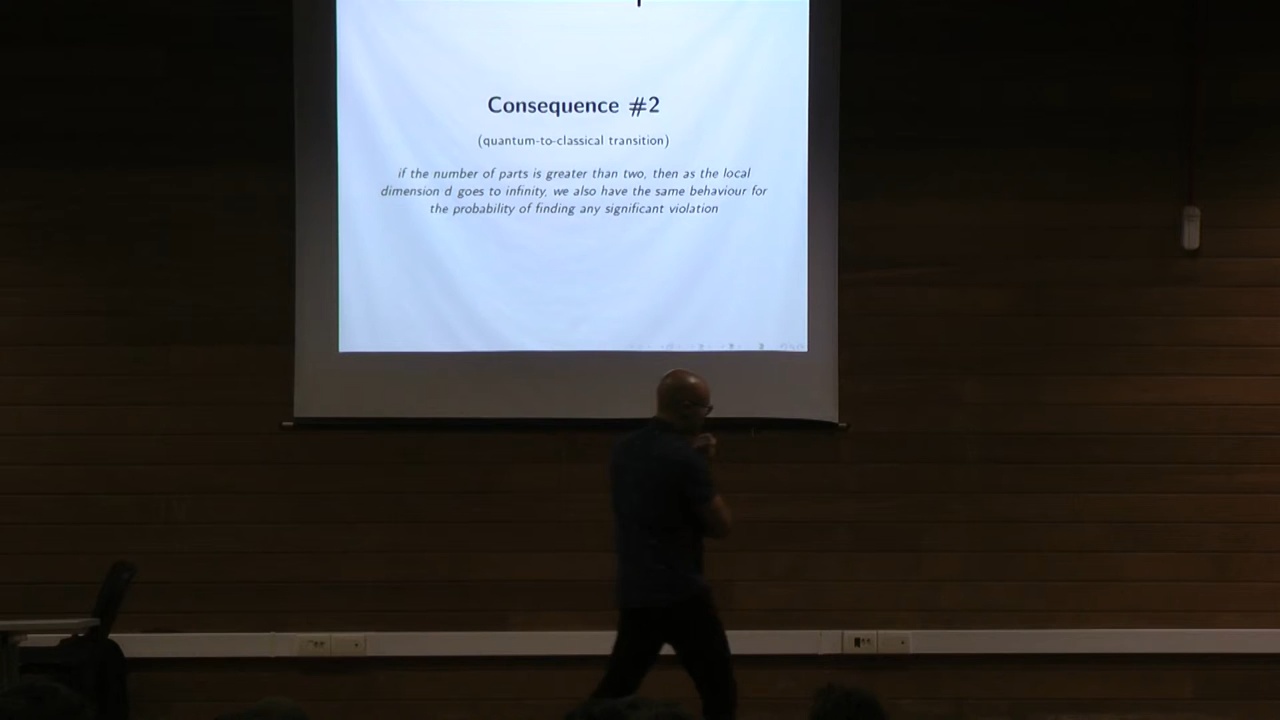 Consequence #2
(quantum-to-classical transition)
if the number of parts is greater than two, then as the local
dimension d goes to infinity, we also have the same behaviour for
the probability of finding any significant violation